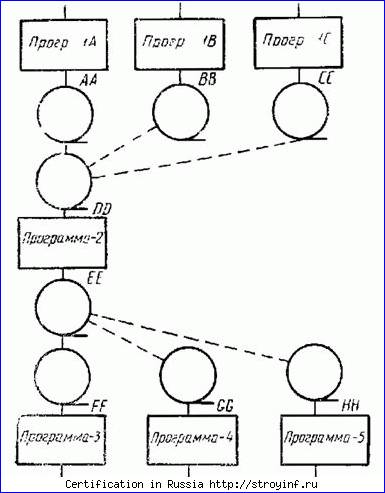 Прогр 1А
Прогр 1В
Прогр 1С
АА
ВВ
СС
DD
Программа-2
ЕЕ
FF
GG
НН
Программа-3
Программа-4
Программа-5
Certification in Russia http://stroyinf.ru